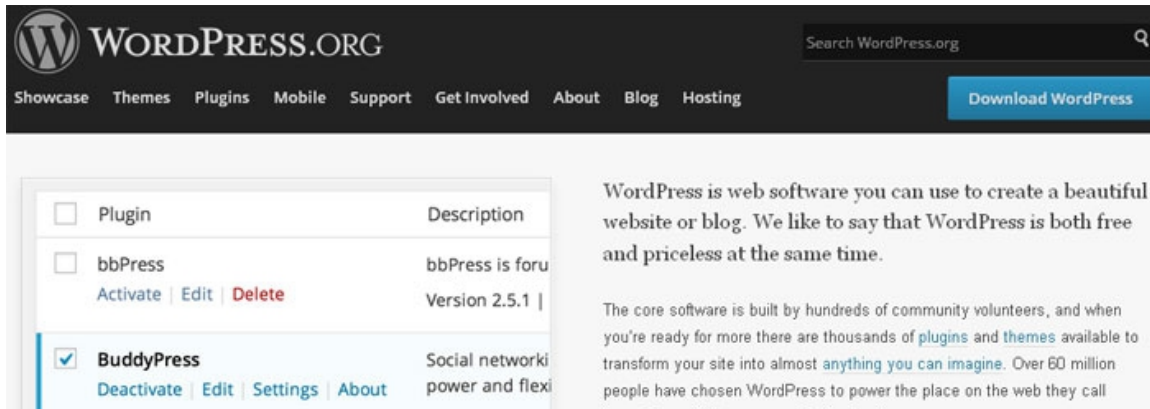 WORDPRESS.ORG
Search WordPress.org
Showcase Themes Plugins Mobile Support Get Involved About Blog Hosting
Download WordPress
Plugin Description
bbPress bbPress is foru
Activate | Edit | Delete Version 2.5.1 |
BuddyPress Social networki
Deactivate | Edit | Settings | About power and flexi
WordPress is web software you can use to create a beautiful
website or blog. We like to say that WordPress is both free
and priceless at the same time.
The core software is built by hundreds of community volunteers, and when
you're ready for more there are thousands of plugins and themes available to
transform your site into almost anything you can imagine. Over 60 million
people have chosen WordPress to power the place on the web they call